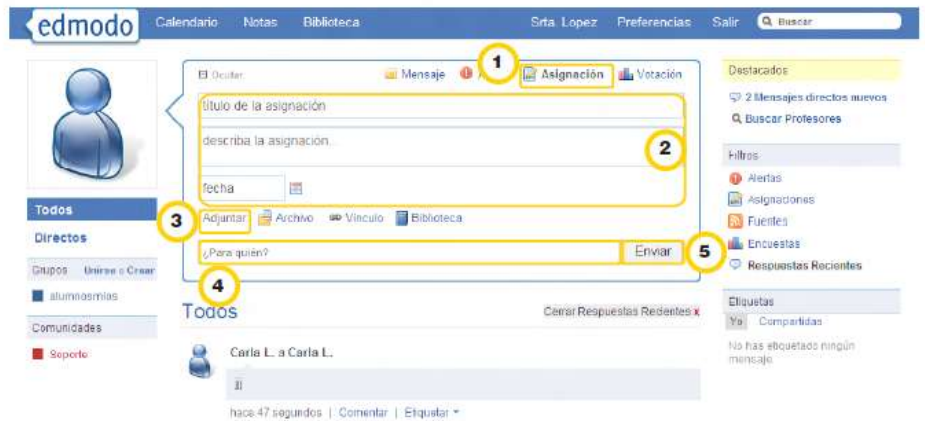 edmodo Calendario Notas Biblioteca Srta. Lopez Preferencias Salir Buscar
1
Ocultar Mensaje Asignación Votación
título de la asignación
describa la asignación...
2
fecha
3
Adjuntar Archivo Vínculo Biblioteca
¿Para quién? Enviar
5
4
Todos
Directos
Grupos Unirse o Crear
alumnosmios
Comunidades
Soporte
Todos Cerrar Respuestas Recientes x
Carla L. a Carla L.
jj
hace 47 segundos | Comentar | Etiquetar
Destacados
2 Mensajes directos nuevos
Buscar Profesores
Filtros
Alertas
Asignaciones
Fuentes
Encuestas
Respuestas Recientes
Etiquetas
Yo Compartidas
No has etiquetado ningún
mensaje